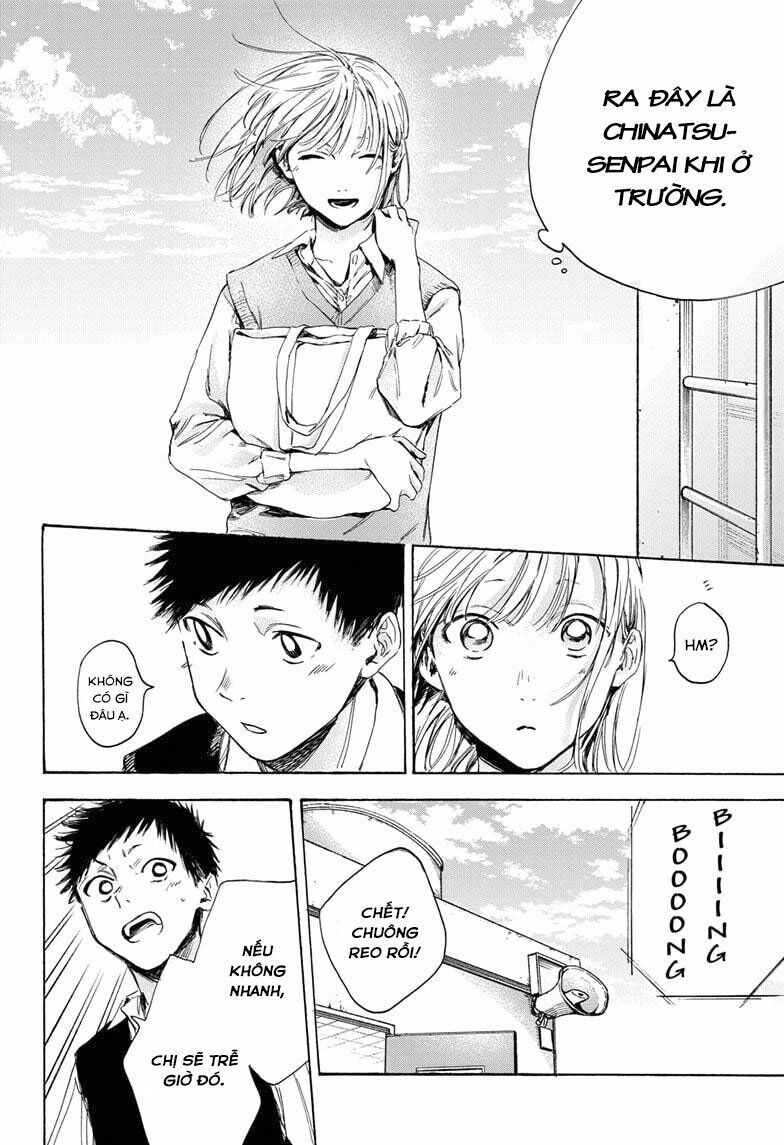 RA ĐÂY LÀ
CHINATSU-
SENPAI KHI Ở
TRƯỜNG.
HM?
KHÔNG
CÓ GÌ
ĐÂU Ạ.
BIIIING
BOOOONG
CHẾT!
CHUÔNG
REO RỒI!
NẾU
KHÔNG
NHANH,
CHỊ SẼ TRỄ
GIỜ ĐÓ.